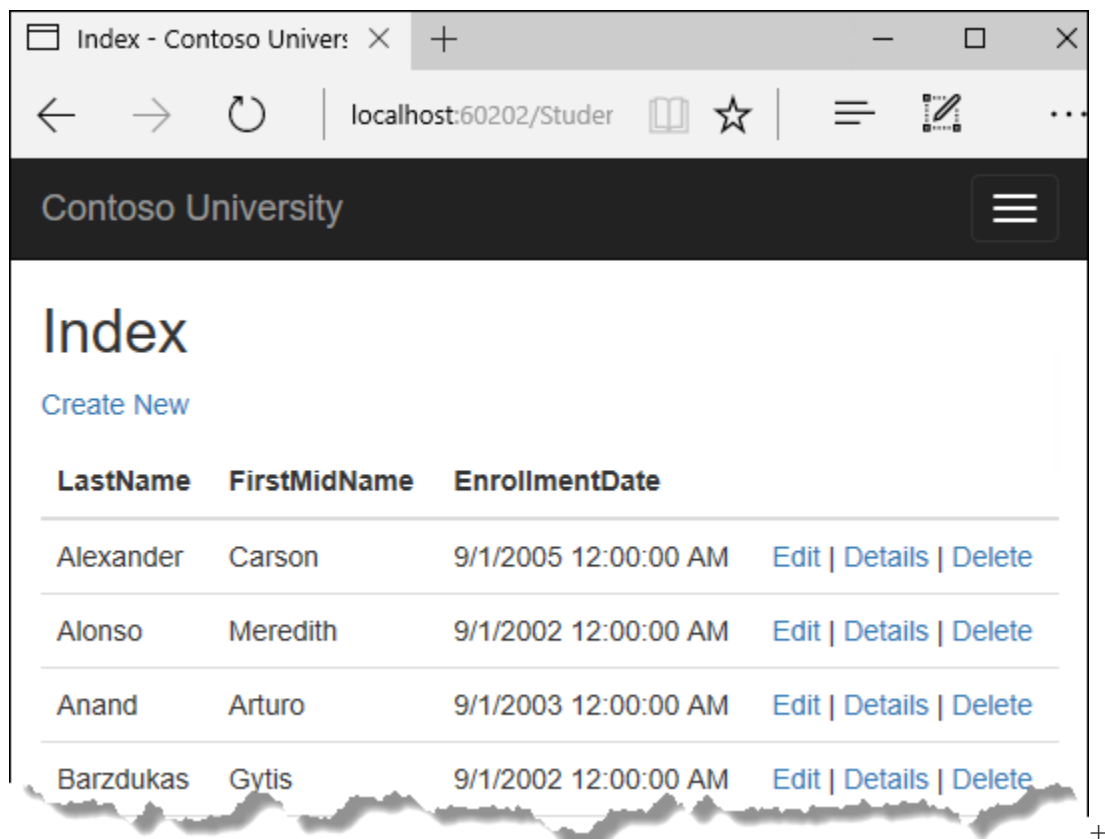 Index - Contoso Univers
localhost:60202/Studer
Contoso University
Index
Create New
LastName FirstMidName EnrollmentDate
Alexander Carson 9/1/2005 12:00:00 AM Edit | Details | Delete
Alonso Meredith 9/1/2002 12:00:00 AM Edit | Details | Delete
Anand Arturo 9/1/2003 12:00:00 AM Edit | Details | Delete
Barzdukas Gytis 9/1/2002 12:00:00 AM Edit | Details | Delete